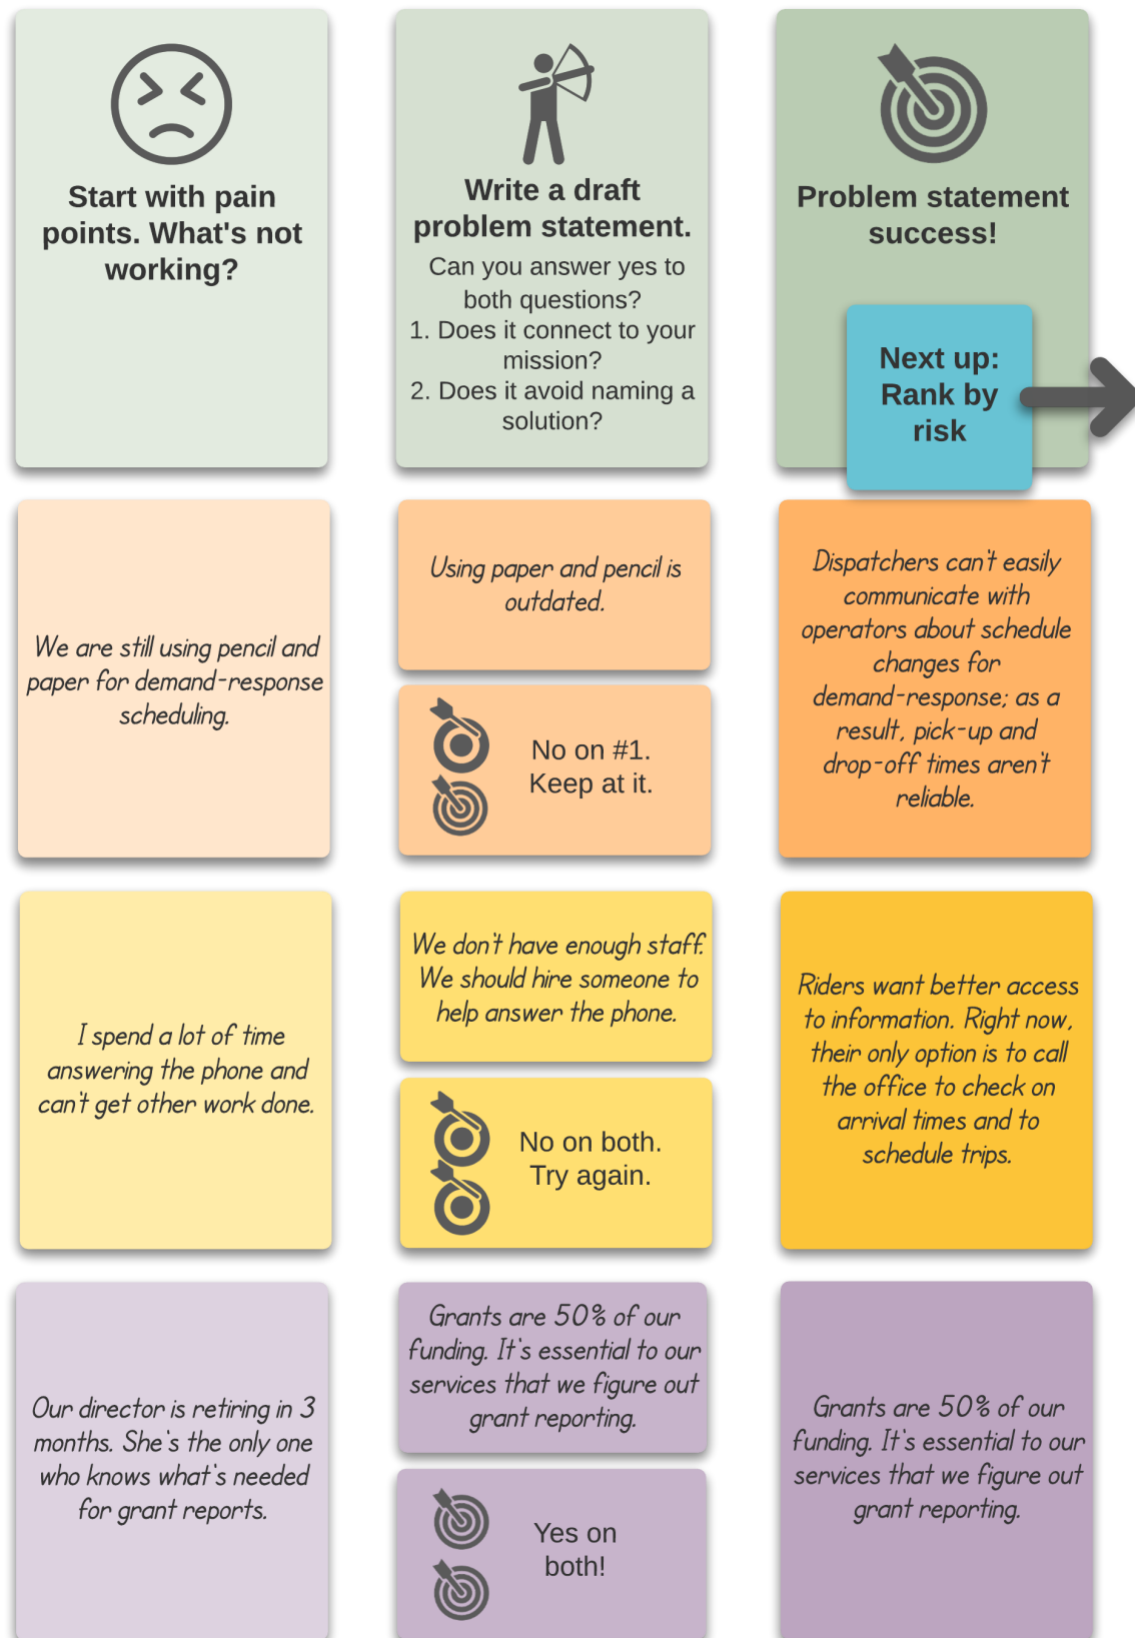 Start with pain
points. What's not
working?
Write a draft
problem statement.
Can you answer yes to
both questions?
1. Does it connect to your
mission?
2. Does it avoid naming a
solution?
Problem statement
success!
Next up:
Rank by
risk
We are still using pencil and
paper for demand-response
scheduling.
Using paper and pencil is
outdated.
No on #1.
Keep at it.
Dispatchers can't easily
communicate with
operators about schedule
changes for
demand-response; as a
result, pick-up and
drop-off times aren't
reliable.
I spend a lot of time
answering the phone and
can't get other work done.
We don't have enough staff.
We should hire someone to
help answer the phone.
No on both.
Try again.
Riders want better access
to information. Right now,
their only option is to call
the office to check on
arrival times and to
schedule trips.
Our director is retiring in 3
months. She's the only one
who knows what's needed
for grant reports.
Grants are 50% of our
funding. It's essential to our
services that we figure out
grant reporting.
Yes on
both!
Grants are 50% of our
funding. It's essential to our
services that we figure out
grant reporting.